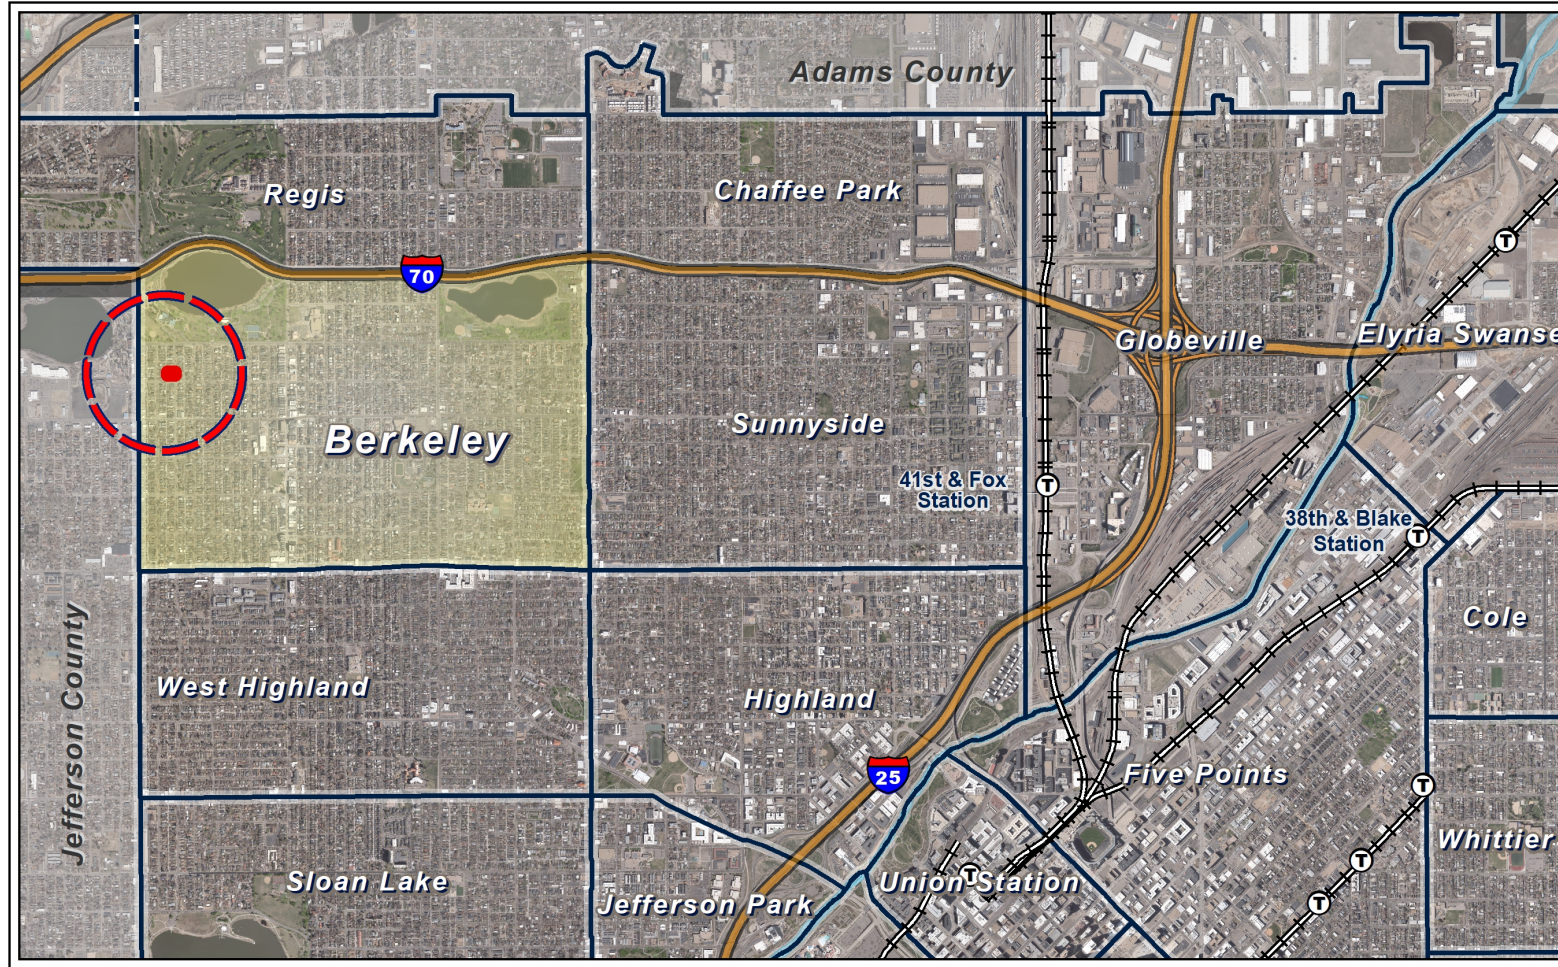 Adams County
Regis
Chaffee Park
70
Globeville
Elyria Swanse
Berkeley
Sunnyside
41st & Fox
Station
38th & Blake
Station
T
T
T
Jefferson County
Cole
West Highland
Highland
25
Five Points
T
Whittier
Sloan Lake
Union Station
T
T
Jefferson Park
T